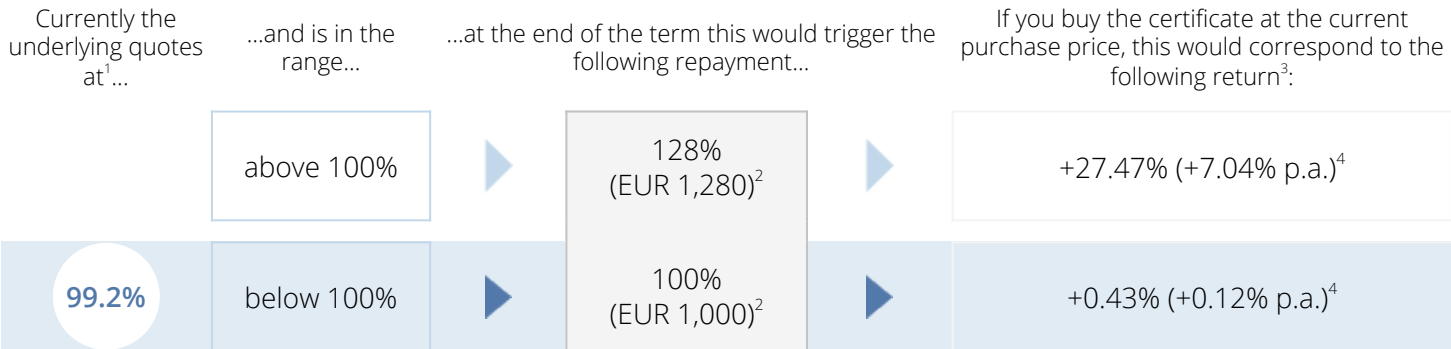 Currently the
underlying quotes
at¹...
...and is in the
range...
...at the end of the term this would trigger the
following repayment...
If you buy the certificate at the current
purchase price, this would correspond to the
following return³:
above 100%
128%
(EUR 1,280)²
+27.47% (+7.04% p.a.)⁴
99.2%
below 100%
100%
(EUR 1,000)²
+0.43% (+0.12% p.a.)⁴